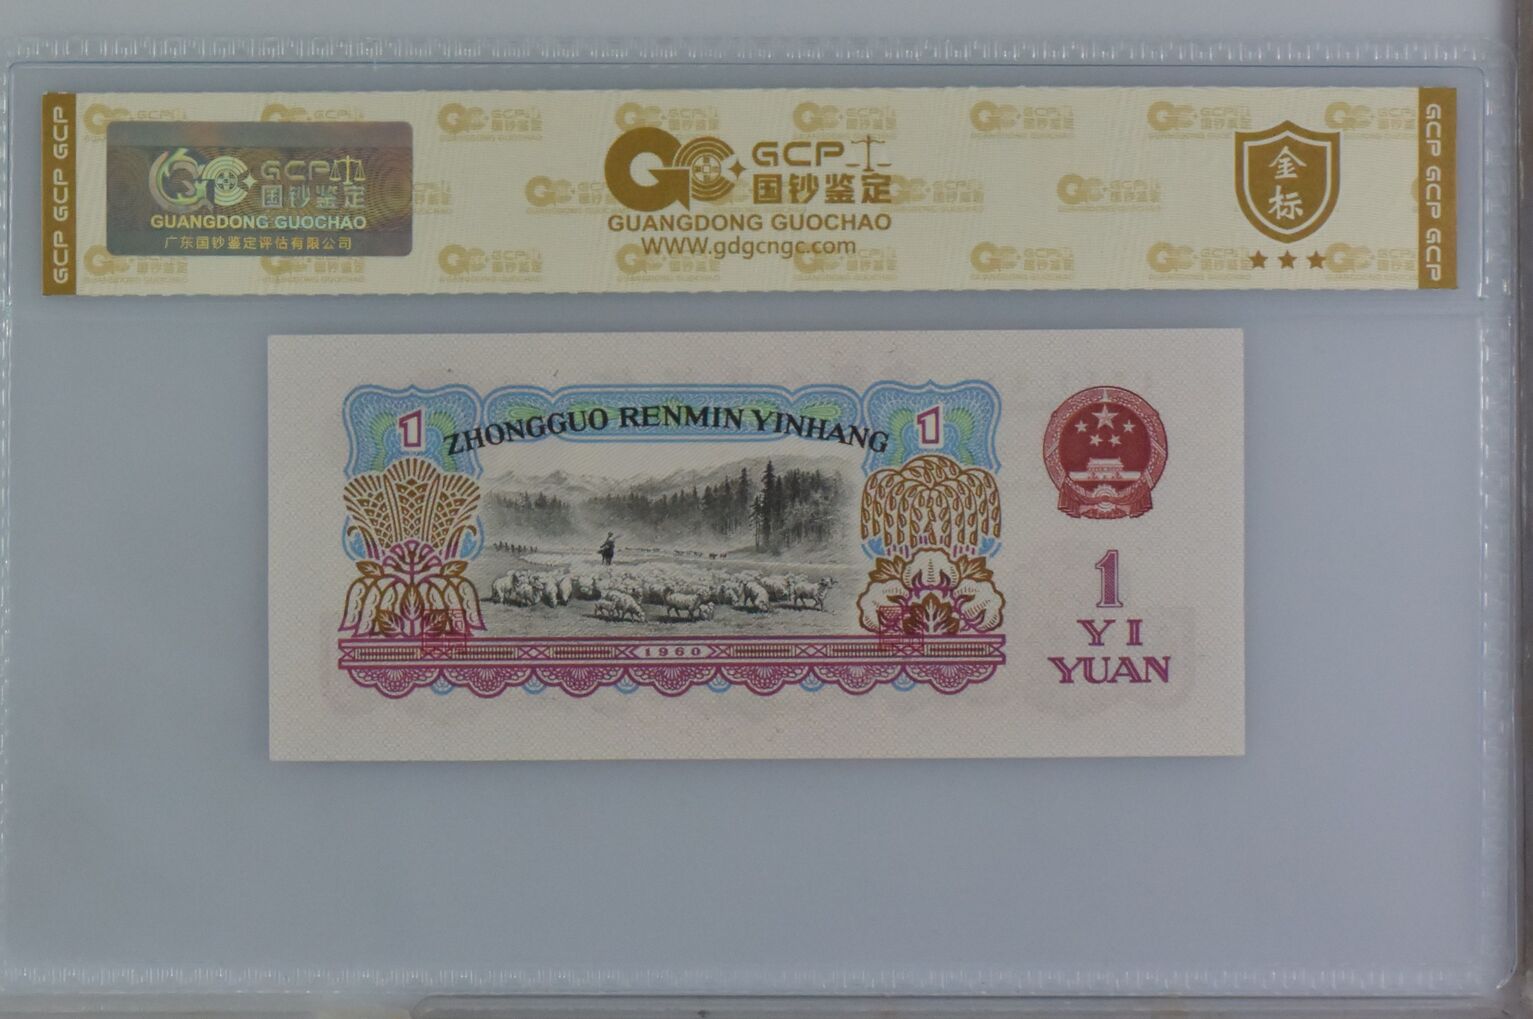 GCP GCP GCP
GCP 国钞鉴定
GUANGDONG GUOCHAO
广东国钞鉴定评估有限公司
GCP
国钞鉴定
GUANGDONG GUOCHAO
WWW.gdgcngc.com
金标
GCP GCP GCP
1
ZHONGGUO RENMIN YINHANG
1
1960
1
YI
YUAN